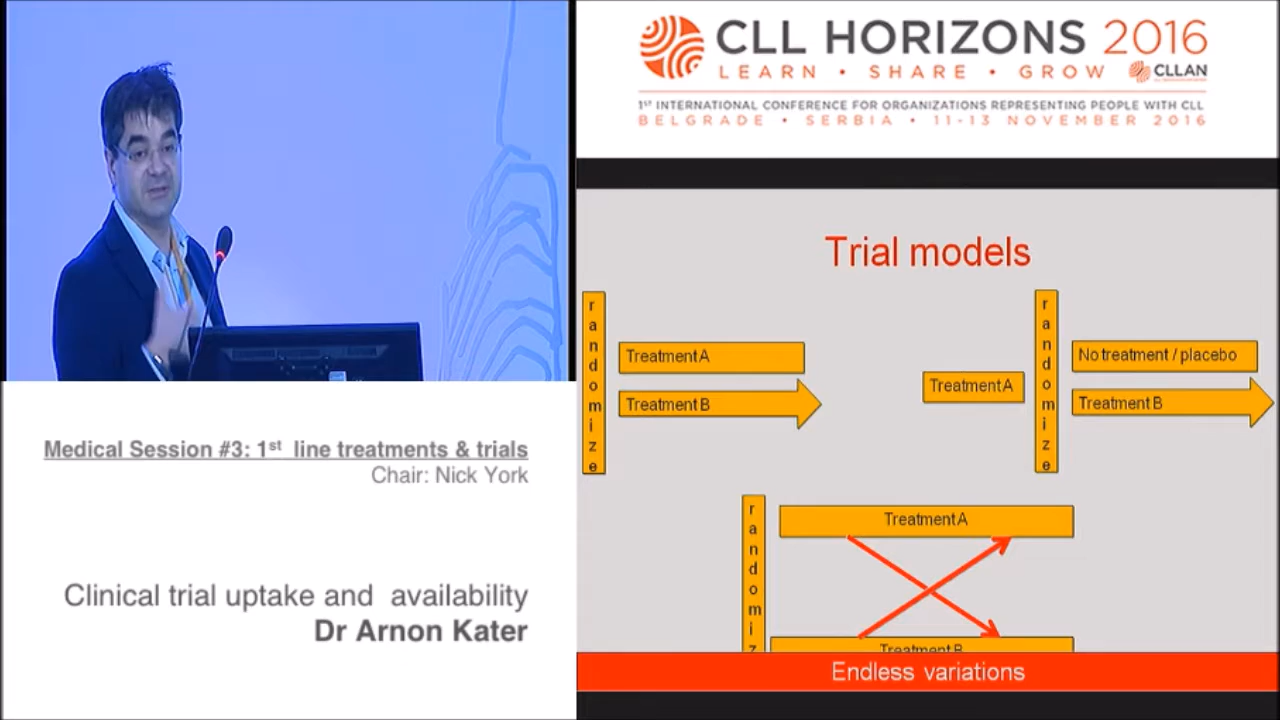 CLL HORIZONS 2016
LEARN • SHARE • GROW
CLLAN
1ST INTERNATIONAL CONFERENCE FOR ORGANIZATIONS REPRESENTING PEOPLE WITH CLL
BELGRADE • SERBIA • 11-13 NOVEMBER 2016
Medical Session #3: 1st line treatments & trials
Chair: Nick York
Clinical trial uptake and availability
Dr Arnon Kater
Trial models
randomize
Treatment A
Treatment B
Treatment A
randomize
No treatment / placebo
Treatment B
randomiz
Treatment A
Treatment B
Endless variations